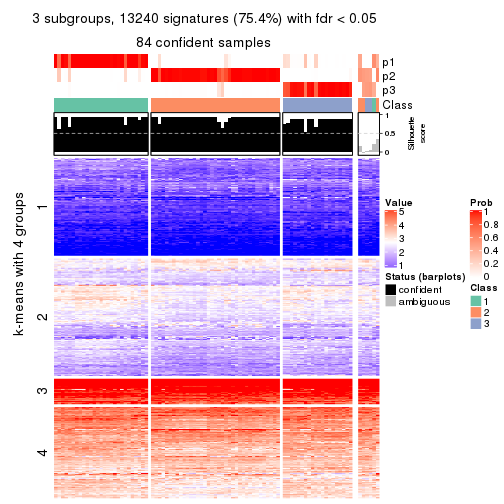 3 subgroups, 13240 signatures (75.4%) with fdr < 0.05
84 confident samples
p1
p2
p3
Class
1
0.5
0
Silhouette
score
k-means with 4 groups
1
2
3
4
Value
5
4
3
2
1
Status (barplots)
confident
ambiguous
Prob
1
0.8
0.6
0.4
0.2
0
Class
1
2
3